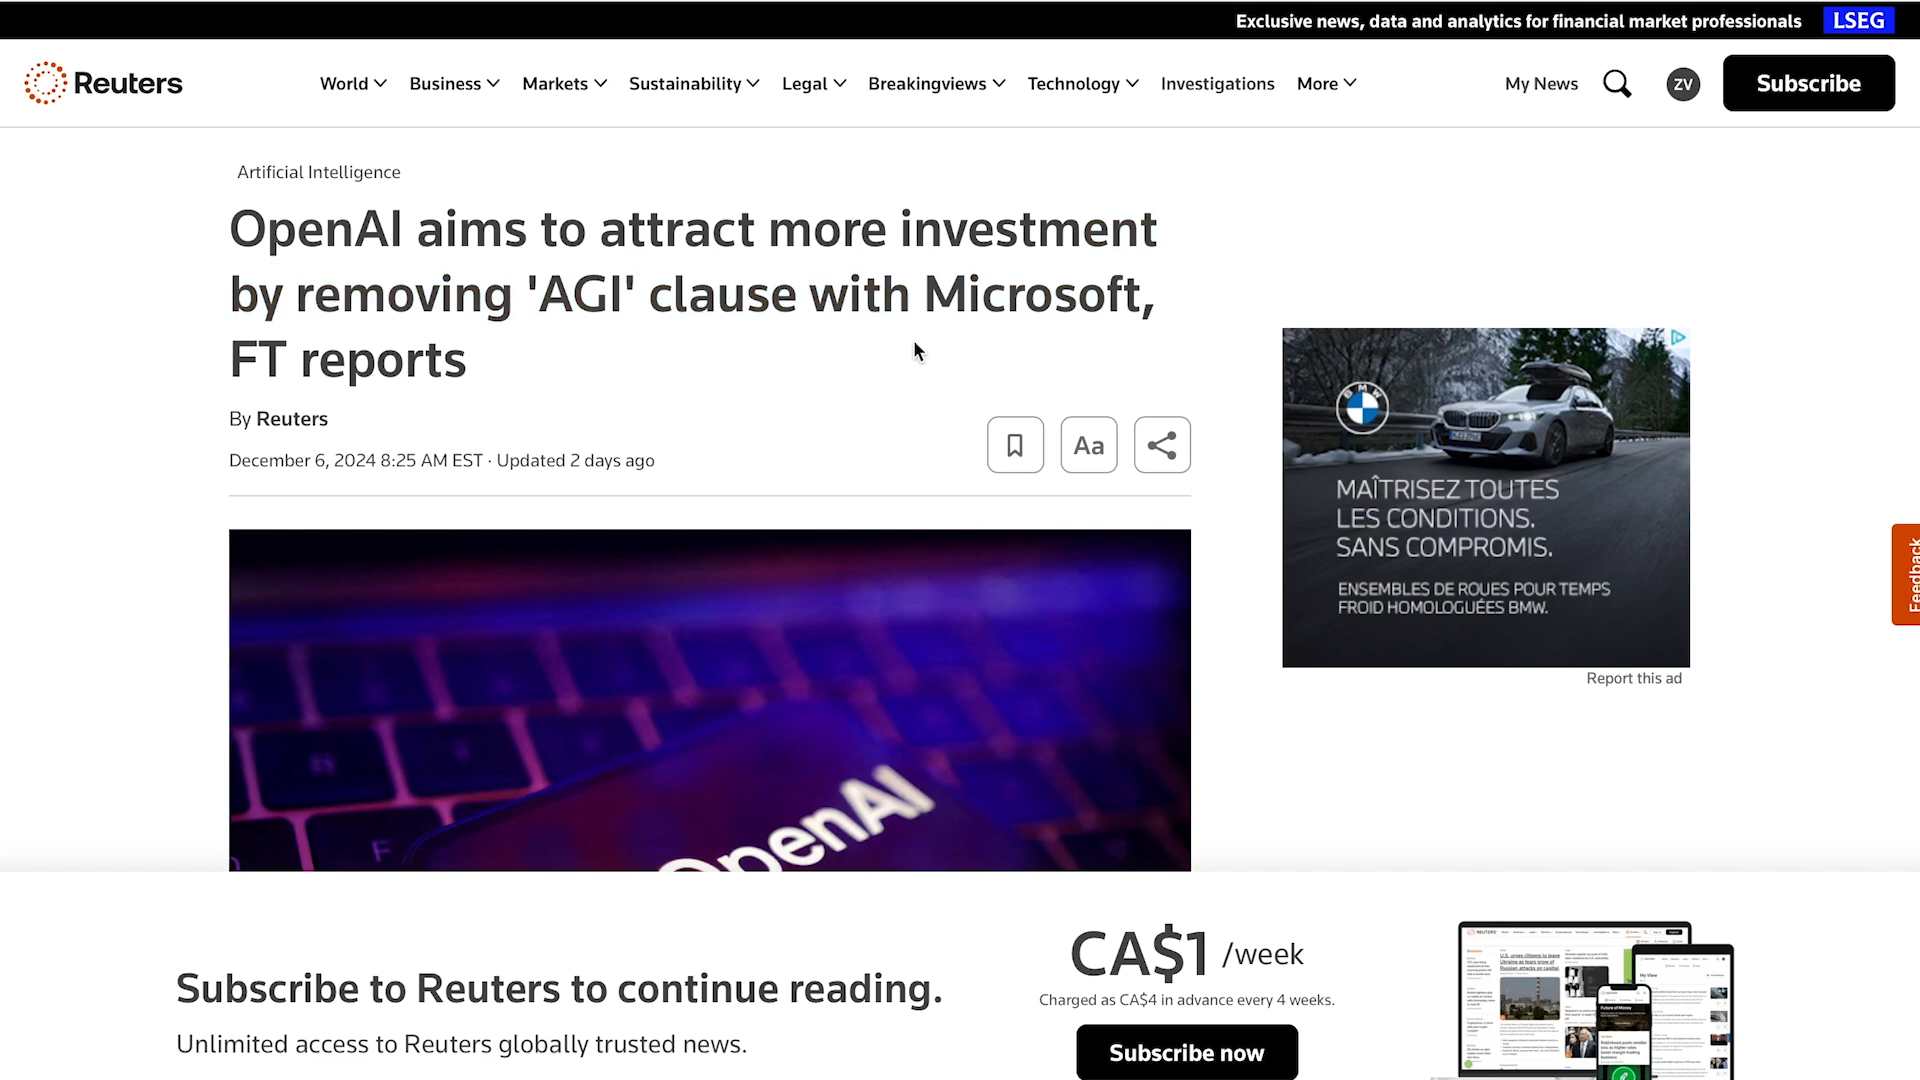 Exclusive news, data and analytics for financial market professionals LSEG
Reuters World Business Markets Sustainability Legal Breakingviews Technology Investigations More My News ZV Subscribe
Artificial Intelligence
OpenAI aims to attract more investment
by removing 'AGI' clause with Microsoft,
FT reports
By Reuters
Aa
December 6, 2024 8:25 AM EST · Updated 2 days ago
BMW
MAÎTRISEZ TOUTES
LES CONDITIONS.
SANS COMPROMIS.
ENSEMBLES DE ROUES POUR TEMPS
FROID HOMOLOGUÉES BMW.
Report this ad
Feedback
F
OpenAI
Subscribe to Reuters to continue reading.
Unlimited access to Reuters globally trusted news.
CA$1 /week
Charged as CA$4 in advance every 4 weeks.
Subscribe now